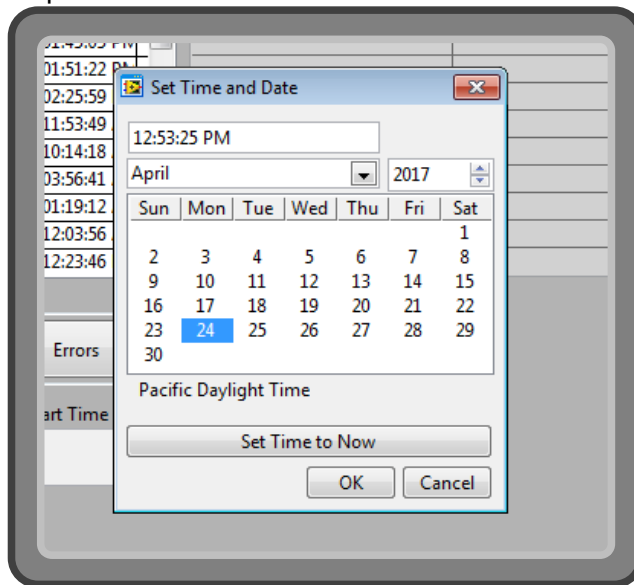 01:51:22
02:25:59
11:53:49
10:14:18
03:56:41
01:19:12
12:03:56
12:23:46
Errors
art Time
Set Time and Date
12:53:25 PM
April 2017
Sun Mon Tue Wed Thu Fri Sat
1
2 3 4 5 6 7 8
9 10 11 12 13 14 15
16 17 18 19 20 21 22
23 24 25 26 27 28 29
30
Pacific Daylight Time
Set Time to Now
OK Cancel